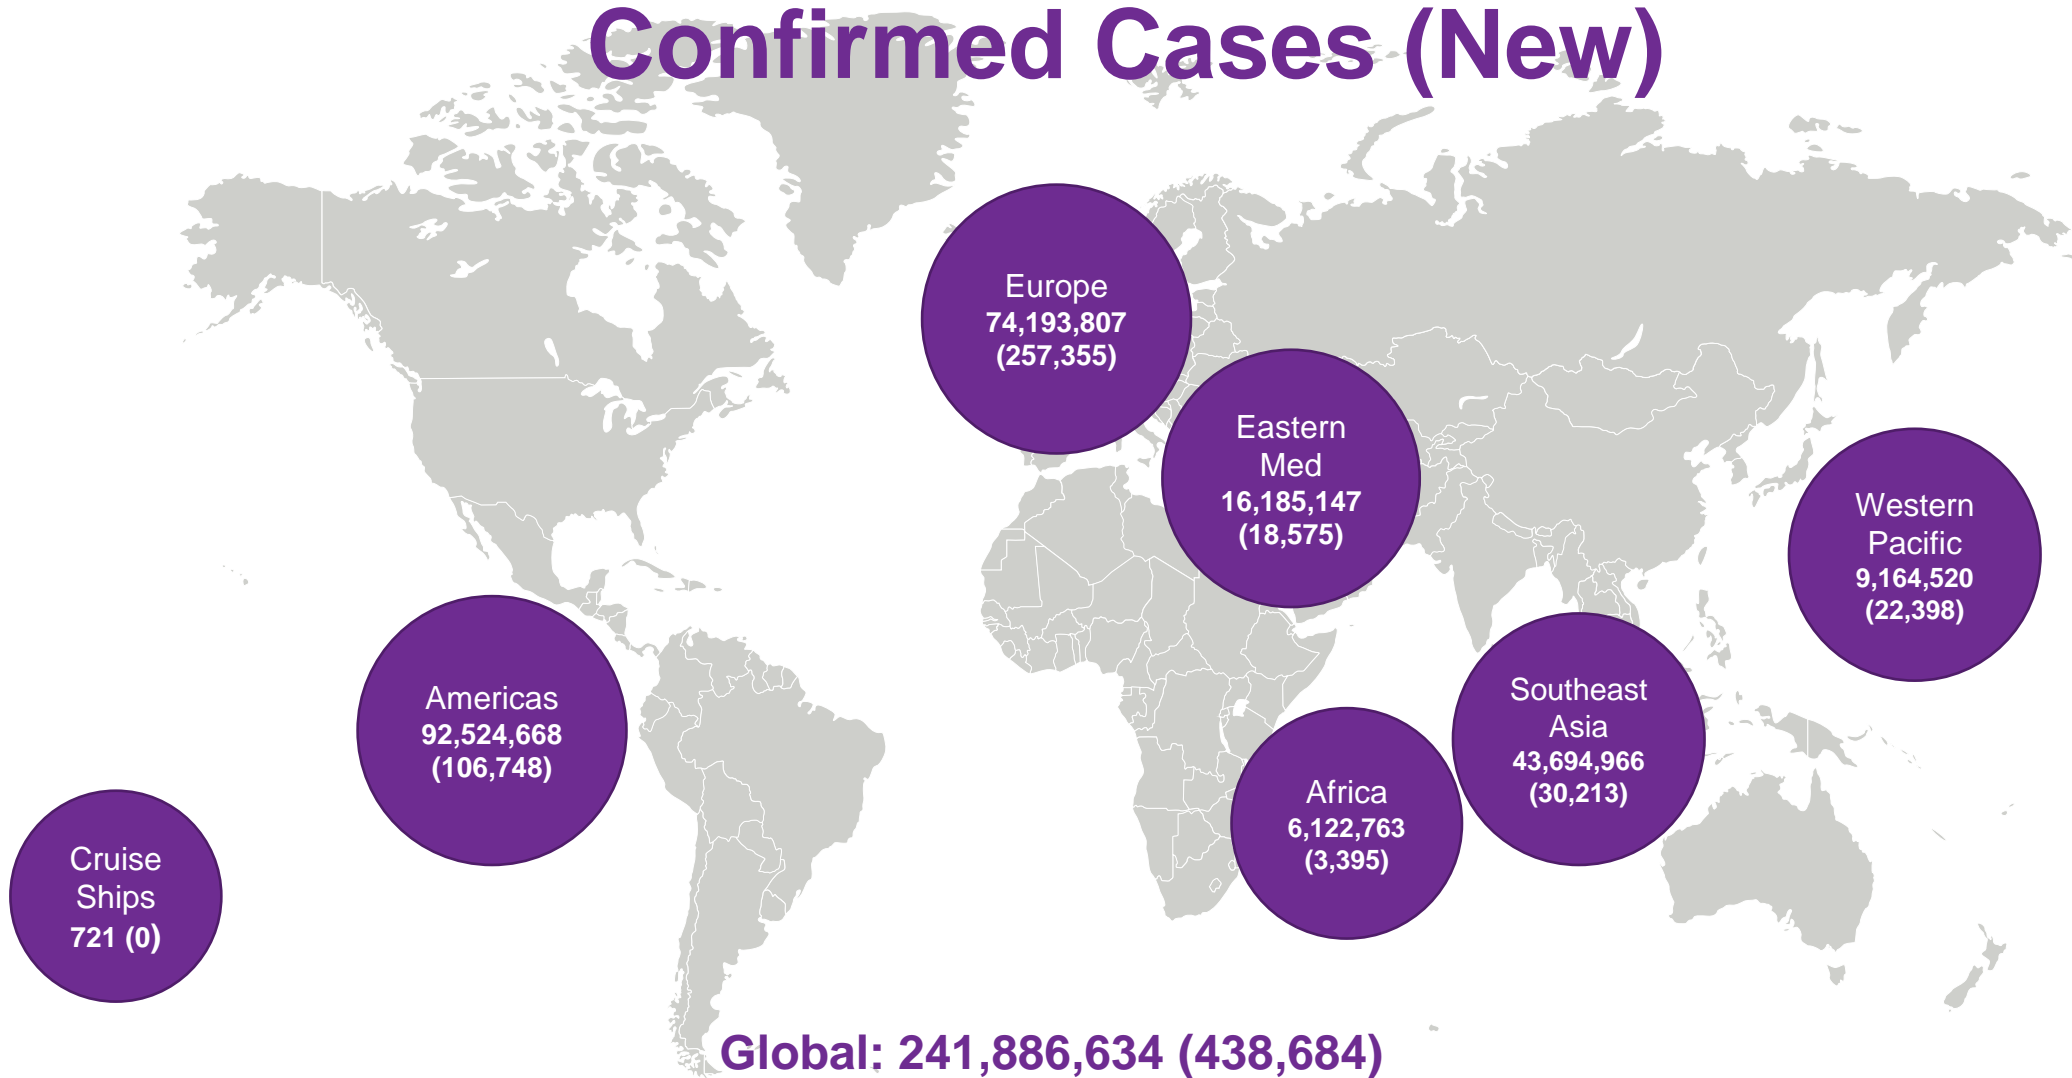 Confirmed Cases (New)
Europe
74,193,807
(257,355)
Eastern
Med
16,185,147
(18,575)
Western
Pacific
9,164,520
(22,398)
Americas
92,524,668
(106,748)
Southeast
Asia
43,694,966
(30,213)
Africa
6,122,763
(3,395)
Cruise
Ships
721 (0)
Global: 241,886,634 (438,684)